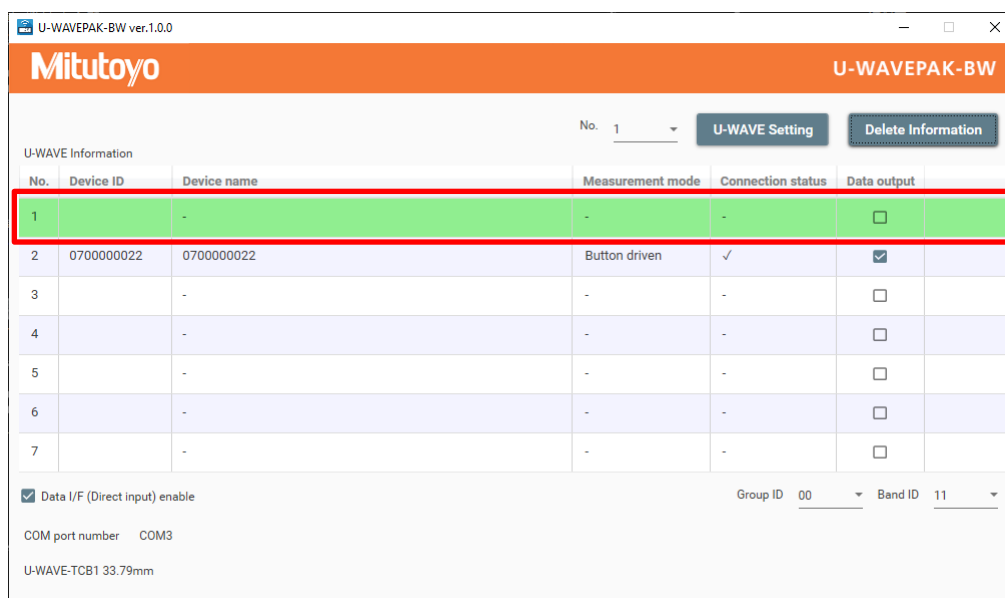 U-WAVEPAK-BW ver.1.0.0
Mitutoyo
U-WAVEPAK-BW
No. 1 U-WAVE Setting Delete Information
U-WAVE Information
No. Device ID Device name Measurement mode Connection status Data output
1 - - -
2 0700000022 0700000022 Button driven ✓
3 - - -
4 - - -
5 - - -
6 - - -
7 - - -
Data I/F (Direct input) enable Group ID 00 Band ID 11
COM port number COM3
U-WAVE-TCB1 33.79mm